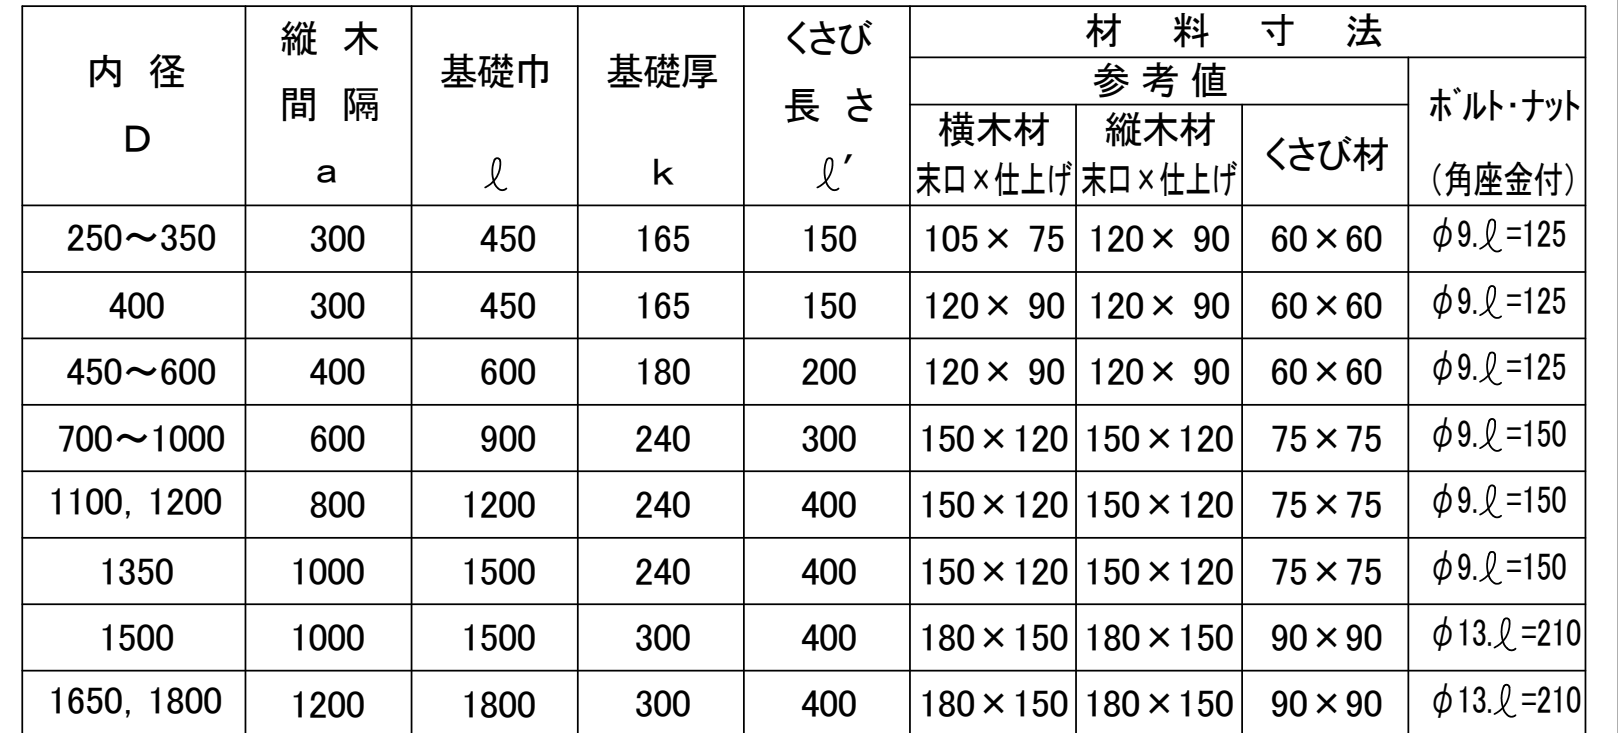 内径 D 縦木間隔 a 基礎巾 ℓ 基礎厚 k くさび長さ ℓ′ 材料寸法
参考値 ボルト・ナット(角座金付)
横木材 末口×仕上げ 縦木材 末口×仕上げ くさび材
250～350 300 450 165 150 105× 75 120× 90 60×60 φ9.ℓ=125
400 300 450 165 150 120× 90 120× 90 60×60 φ9.ℓ=125
450～600 400 600 180 200 120× 90 120× 90 60×60 φ9.ℓ=125
700～1000 600 900 240 300 150×120 150×120 75×75 φ9.ℓ=150
1100, 1200 800 1200 240 400 150×120 150×120 75×75 φ9.ℓ=150
1350 1000 1500 240 400 150×120 150×120 75×75 φ9.ℓ=150
1500 1000 1500 300 400 180×150 180×150 90×90 φ13.ℓ=210
1650, 1800 1200 1800 300 400 180×150 180×150 90×90 φ13.ℓ=210